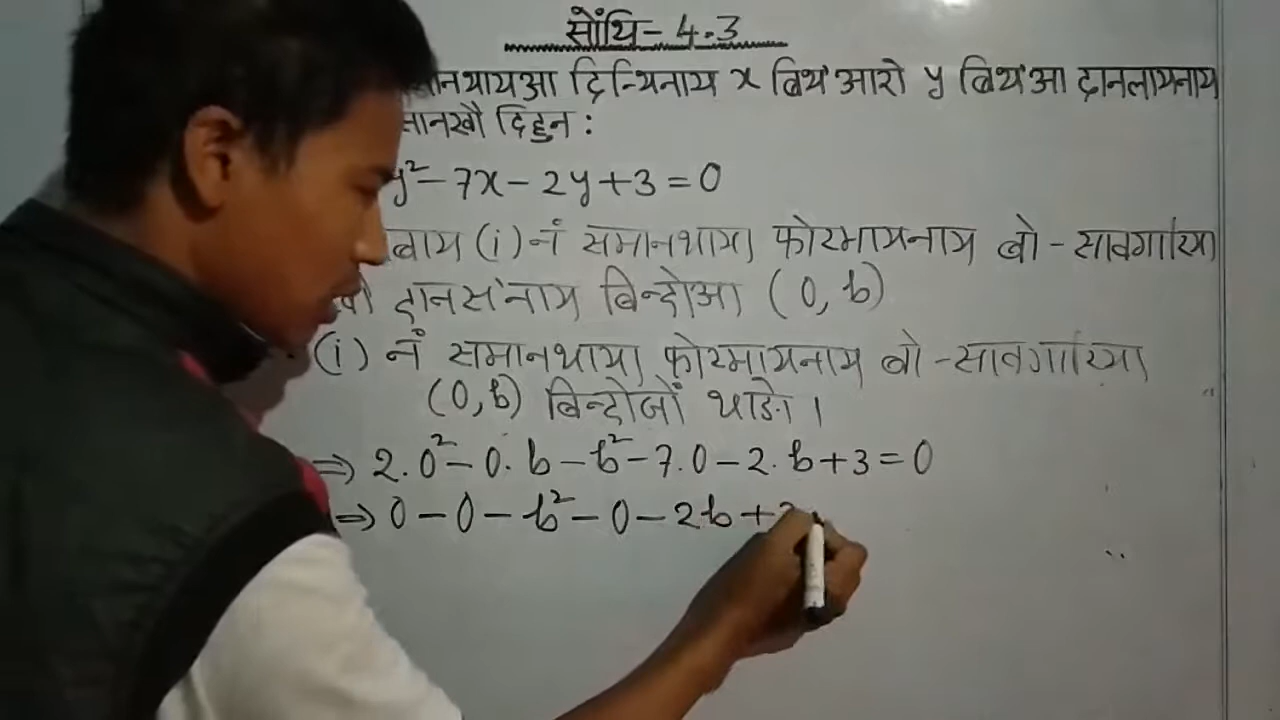 सोंथि - 4.3
समानथायआ द्रिन्थिनाय x बिथ'आरो y बिथ'आ दानलायनाय
सानखौ दिहुन :
y² - 7x - 2y + 3 = 0
बाय (i) नं समानथाया फोरमायनाय बो - सावगारिया
दानस'नाय बिन्दोआ (0, b)
(i) नं समानथाया फोरमायनाय बो - सावगारिया
(0, b) बिन्दोजों थाङो।
⇒ 2.0² - 0.b - b² - 7.0 - 2.b + 3 = 0
⇒ 0 - 0 - b² - 0 - 2b +